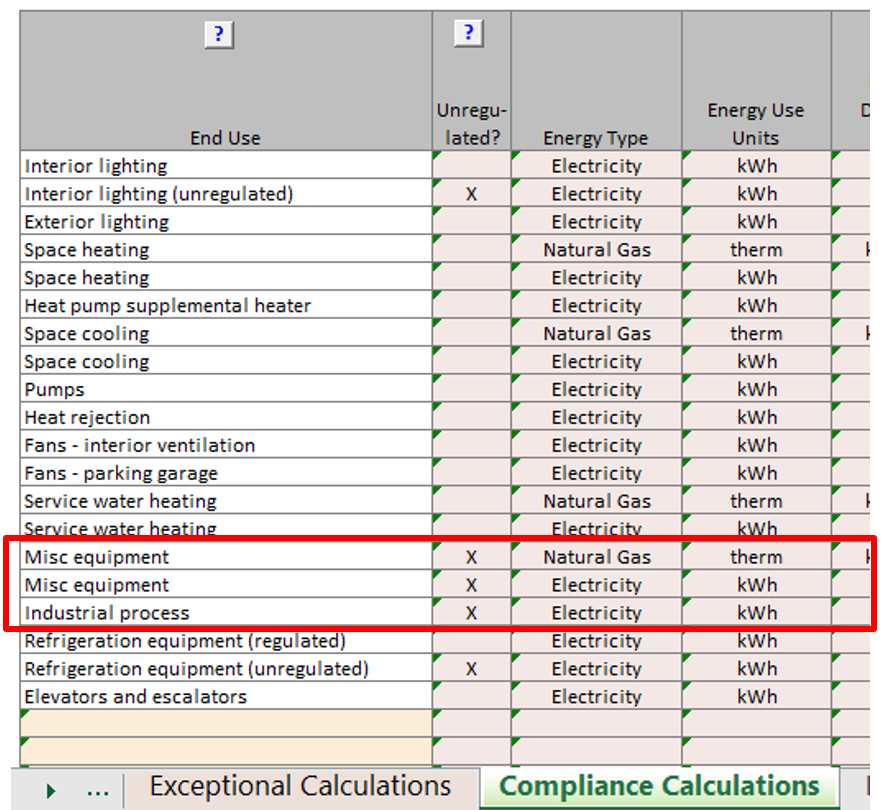 ? ?
Unregu-
Energy Use D
End Use lated? Energy Type Units
Interior lighting Electricity kWh
Interior lighting (unregulated) X Electricity kWh
Exterior lighting Electricity kWh
Space heating Natural Gas therm k
Space heating Electricity kWh
Heat pump supplemental heater Electricity kWh
Space cooling Natural Gas therm k
Space cooling Electricity kWh
Pumps Electricity kWh
Heat rejection Electricity kWh
Fans - interior ventilation Electricity kWh
Fans - parking garage Electricity kWh
Service water heating Natural Gas therm k
Service water heating Electricity kWh
Misc equipment X Natural Gas therm k
Misc equipment X Electricity kWh
Industrial process X Electricity kWh
Refrigeration equipment (regulated) Electricity kWh
Refrigeration equipment (unregulated) X Electricity kWh
Elevators and escalators Electricity kWh
... Exceptional Calculations Compliance Calculations